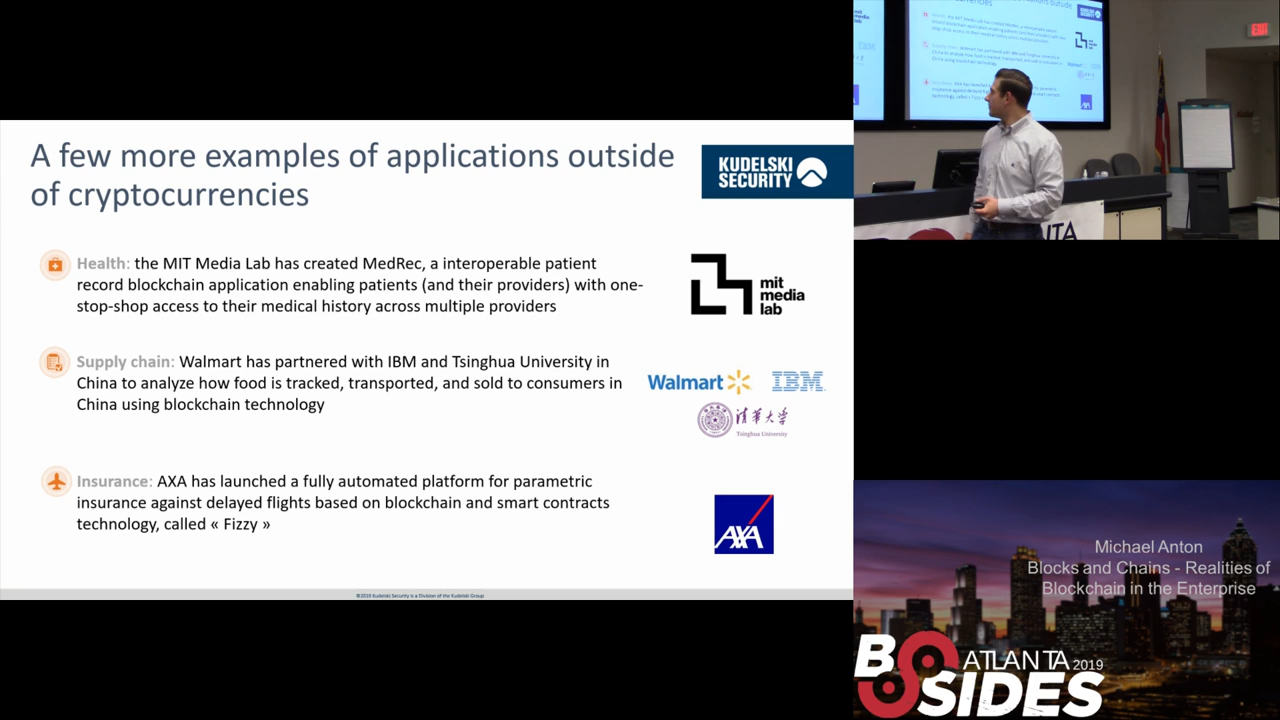 A few more examples of applications outside
of cryptocurrencies
KUDELSKI
SECURITY
Health: the MIT Media Lab has created MedRec, a interoperable patient
record blockchain application enabling patients (and their providers) with one-
stop-shop access to their medical history across multiple providers
mit
media
lab
Supply chain: Walmart has partnered with IBM and Tsinghua University in
China to analyze how food is tracked, transported, and sold to consumers in
China using blockchain technology
Walmart
IBM
清华大学
Tsinghua University
Insurance: AXA has launched a fully automated platform for parametric
insurance against delayed flights based on blockchain and smart contracts
technology, called « Fizzy »
AXA
EXIT
Michael Anton
Blocks and Chains - Realities of
Blockchain in the Enterprise
BSIDES
ATLANTA 2019